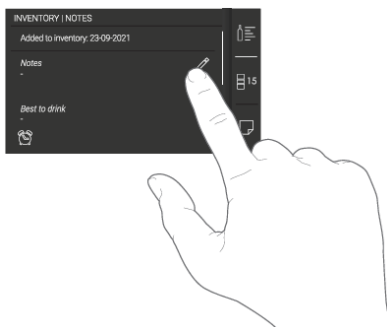 INVENTORY | NOTES
Added to inventory: 23-09-2021
Notes
-
15
Best to drink
-